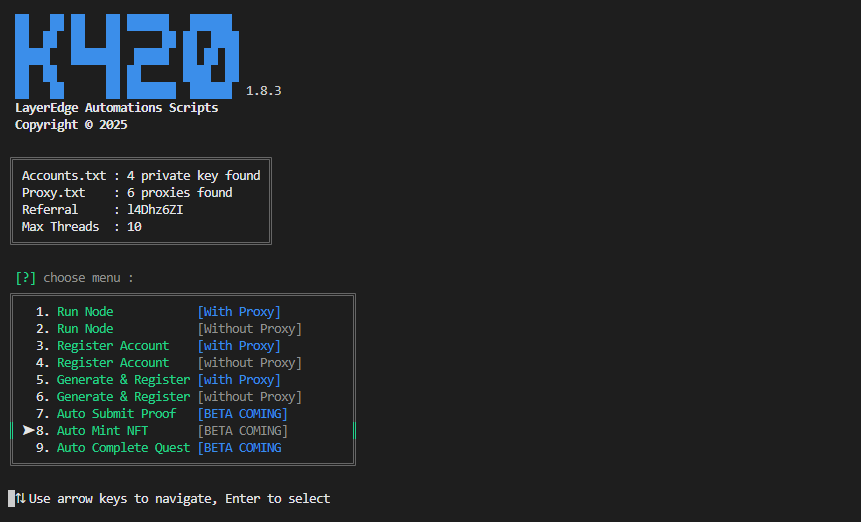 K420 1.8.3
LayerEdge Automations Scripts
Copyright © 2025
Accounts.txt : 4 private key found
Proxy.txt : 6 proxies found
Referral : l4Dhz6ZI
Max Threads : 10
[?] choose menu :
1. Run Node [With Proxy]
2. Run Node [Without Proxy]
3. Register Account [with Proxy]
4. Register Account [without Proxy]
5. Generate & Register [with Proxy]
6. Generate & Register [without Proxy]
7. Auto Submit Proof [BETA COMING]
➤8. Auto Mint NFT [BETA COMING]
9. Auto Complete Quest [BETA COMING
⇅ Use arrow keys to navigate, Enter to select